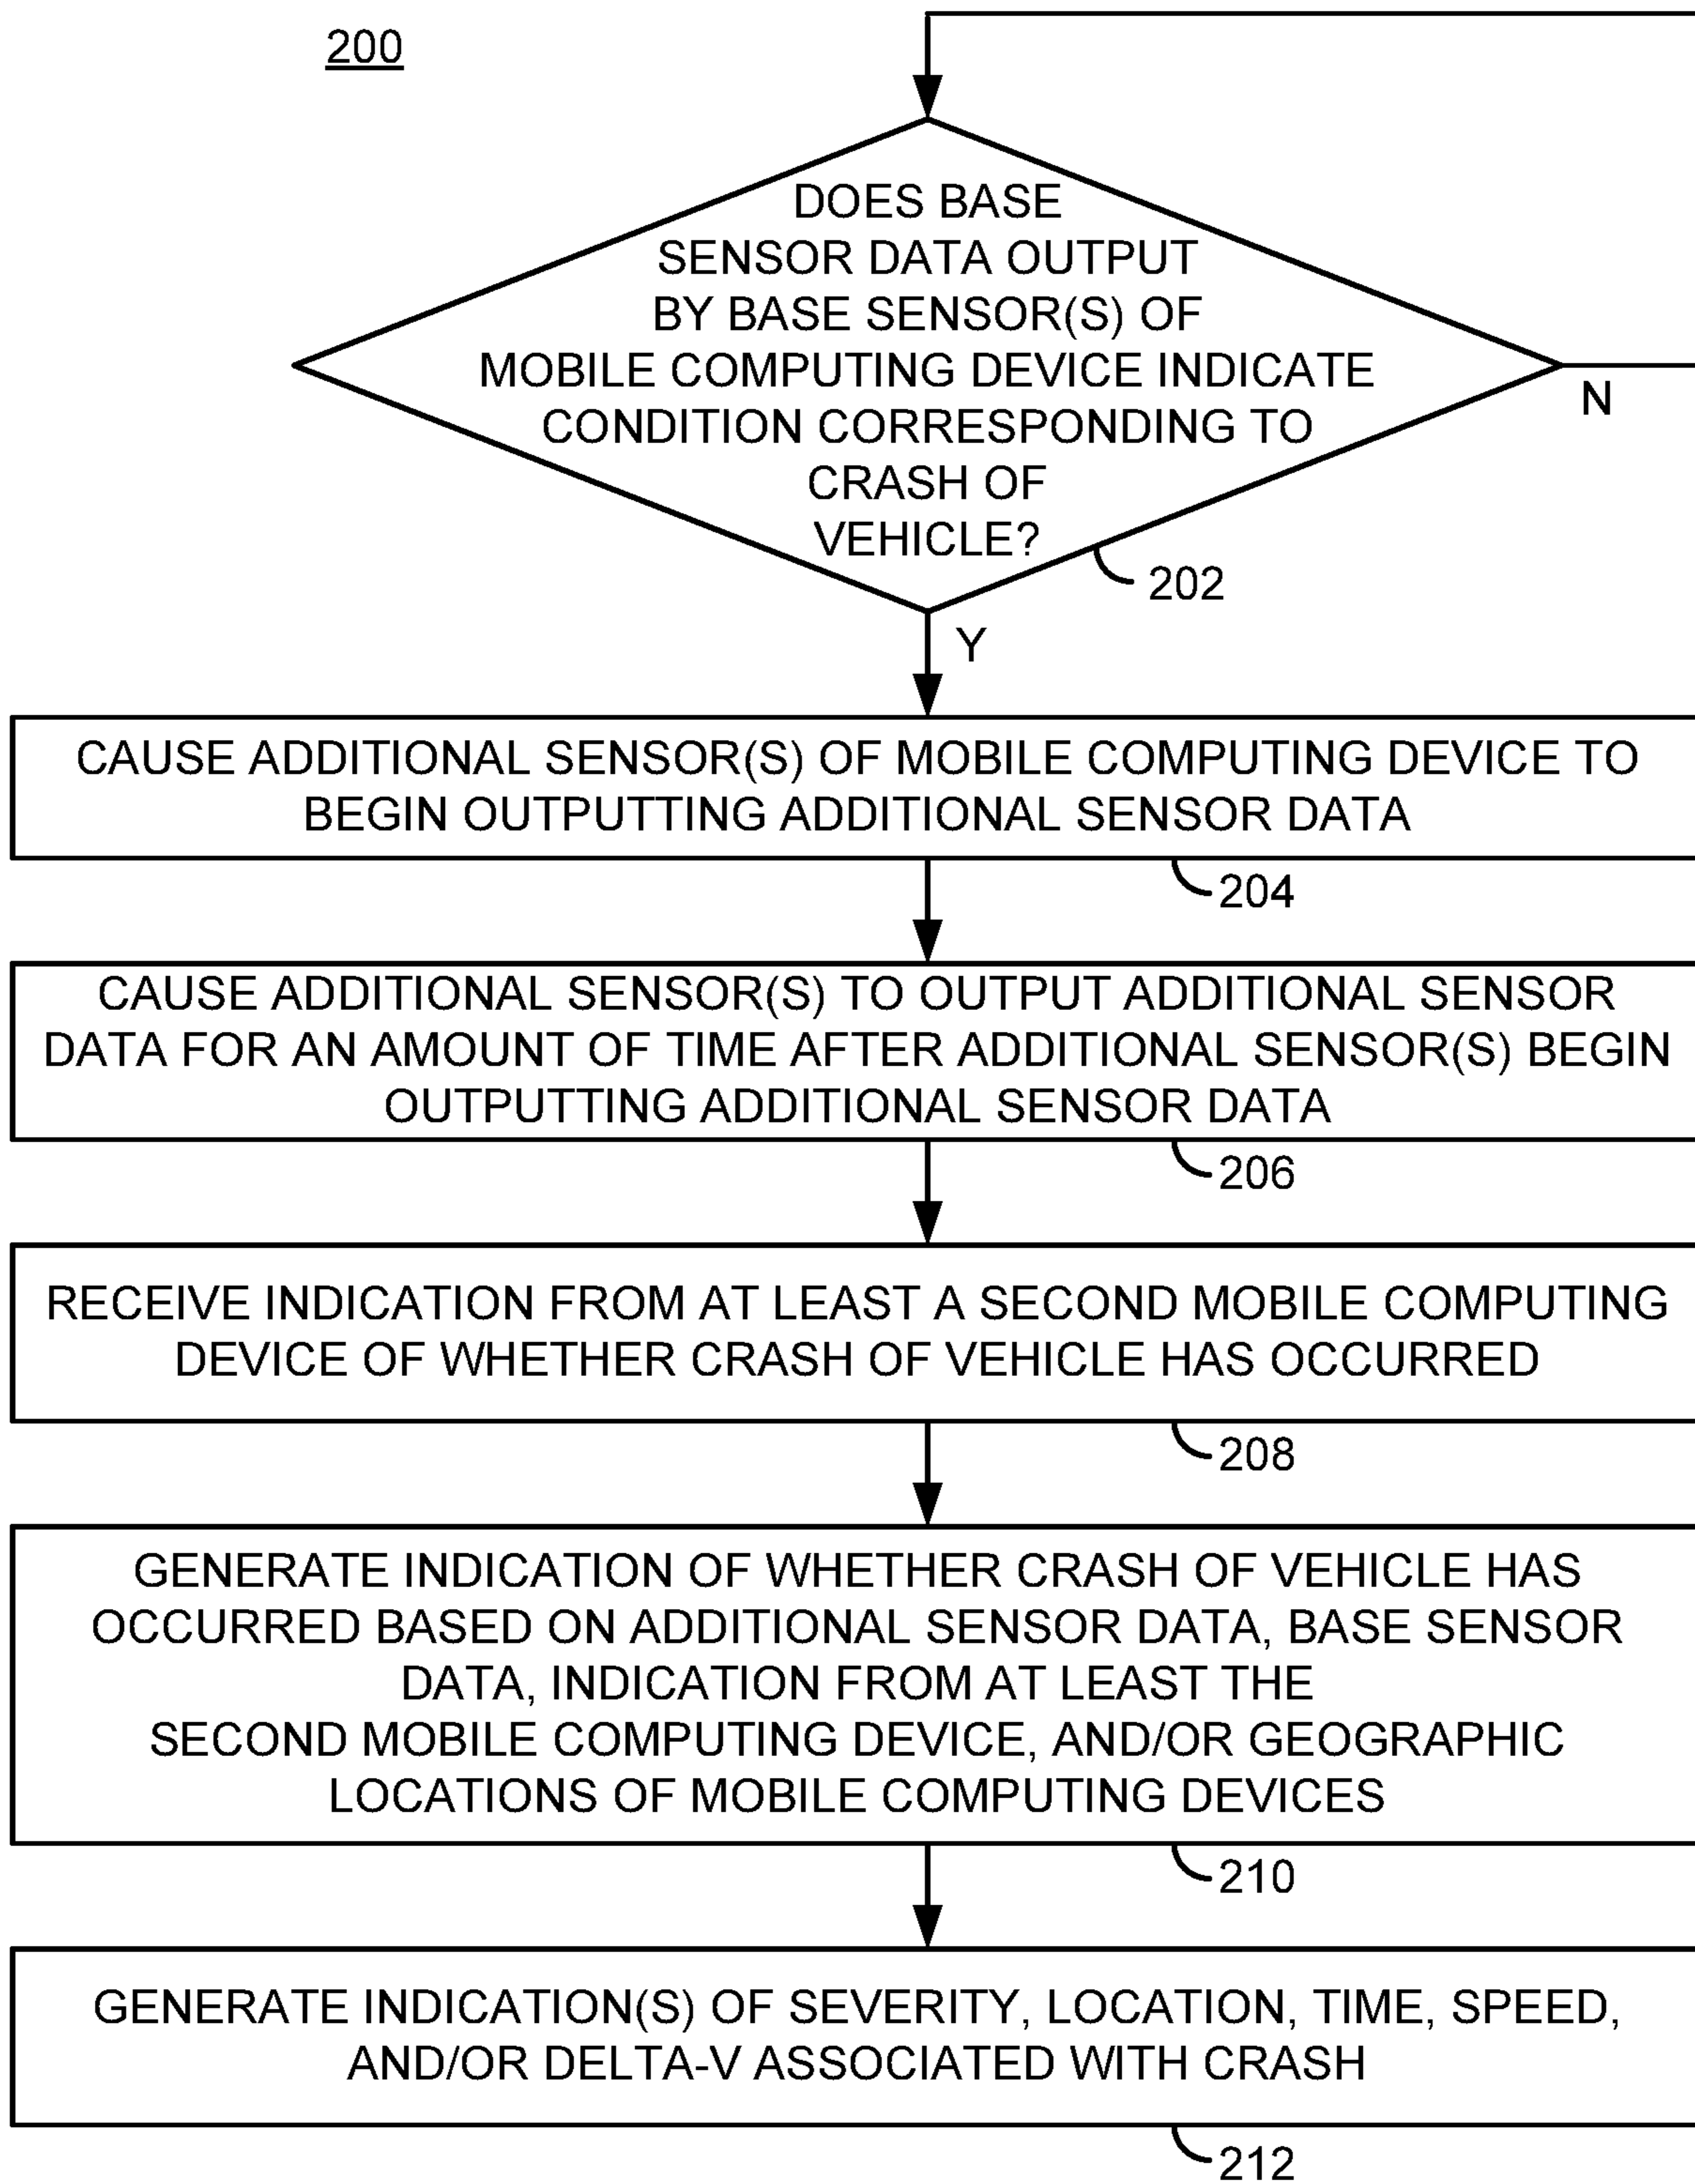 200
DOES BASE
SENSOR DATA OUTPUT
BY BASE SENSOR(S) OF
MOBILE COMPUTING DEVICE INDICATE
CONDITION CORRESPONDING TO
CRASH OF
VEHICLE?
N
202
Y
CAUSE ADDITIONAL SENSOR(S) OF MOBILE COMPUTING DEVICE TO
BEGIN OUTPUTTING ADDITIONAL SENSOR DATA
204
CAUSE ADDITIONAL SENSOR(S) TO OUTPUT ADDITIONAL SENSOR
DATA FOR AN AMOUNT OF TIME AFTER ADDITIONAL SENSOR(S) BEGIN
OUTPUTTING ADDITIONAL SENSOR DATA
206
RECEIVE INDICATION FROM AT LEAST A SECOND MOBILE COMPUTING
DEVICE OF WHETHER CRASH OF VEHICLE HAS OCCURRED
208
GENERATE INDICATION OF WHETHER CRASH OF VEHICLE HAS
OCCURRED BASED ON ADDITIONAL SENSOR DATA, BASE SENSOR
DATA, INDICATION FROM AT LEAST THE
SECOND MOBILE COMPUTING DEVICE, AND/OR GEOGRAPHIC
LOCATIONS OF MOBILE COMPUTING DEVICES
210
GENERATE INDICATION(S) OF SEVERITY, LOCATION, TIME, SPEED,
AND/OR DELTA-V ASSOCIATED WITH CRASH
212